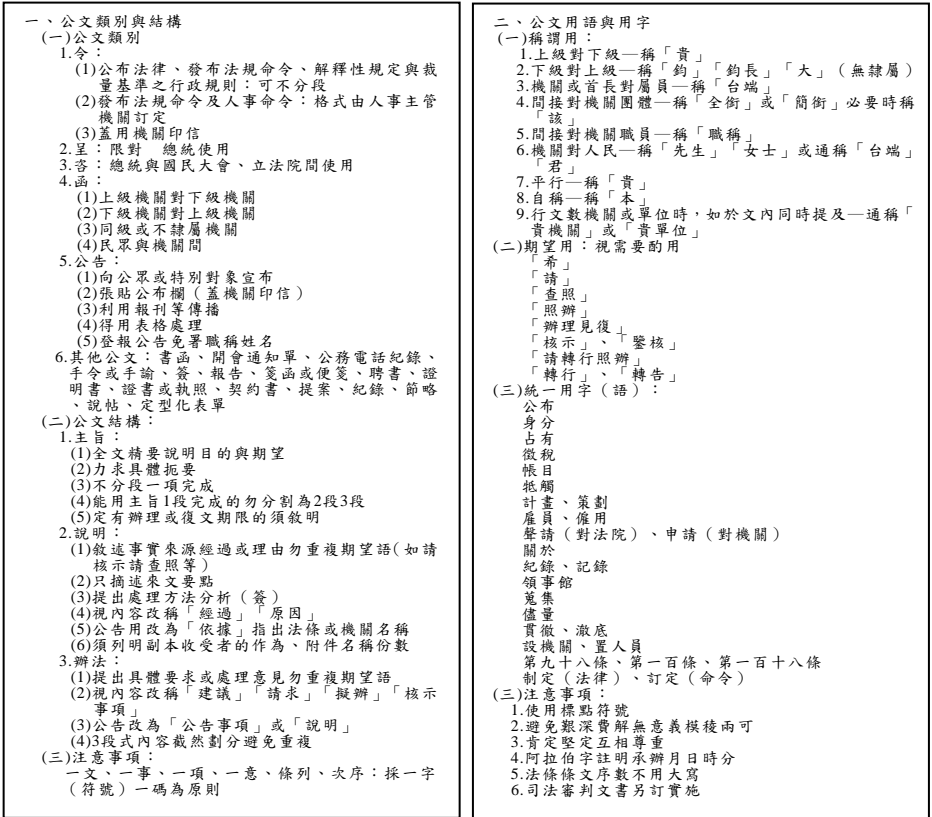 一、公文類別與結構
(一)公文類別
1.令：
(1)公布法律、發布法規命令、解釋性規定與裁
量基準之行政規則：可不分段
(2)發布法規命令及人事命令：格式由人事主管
機關訂定
(3)蓋用機關印信
2.呈：限對　總統使用
3.咨：總統與國民大會、立法院間使用
4.函：
(1)上級機關對下級機關
(2)下級機關對上級機關
(3)同級或不隸屬機關
(4)民眾與機關間
5.公告：
(1)向公眾或特別對象宣布
(2)張貼公布欄（蓋機關印信）
(3)利用報刊等傳播
(4)得用表格處理
(5)登報公告免署職稱姓名
6.其他公文：書函、開會通知單、公務電話紀錄、
手令或手諭、簽、報告、箋函或便箋、聘書、證
明書、證書或執照、契約書、提案、紀錄、節略
、說帖、定型化表單
(二)公文結構：
1.主旨：
(1)全文精要說明目的與期望
(2)力求具體扼要
(3)不分段一項完成
(4)能用主旨1段完成的勿分割為2段3段
(5)定有辦理或復文期限的須敘明
2.說明：
(1)敘述事實來源經過或理由勿重複期望語(如請
核示請查照等）
(2)只摘述來文要點
(3)提出處理方法分析（簽）
(4)視內容改稱「經過」「原因」
(5)公告用改為「依據」指出法條或機關名稱
(6)須列明副本收受者的作為、附件名稱份數
3.辦法：
(1)提出具體要求或處理意見勿重複期望語
(2)視內容改稱「建議」「請求」「擬辦」「核示
事項」
(3)公告改為「公告事項」或「說明」
(4)3段式內容截然劃分避免重複
(三)注意事項：
一文、一事、一項、一意、條列、次序：採一字
（符號）一碼為原則
二、公文用語與用字
(一)稱謂用：
1.上級對下級—稱「貴」
2.下級對上級—稱「鈞」「鈞長」「大」（無隸屬）
3.機關或首長對屬員—稱「台端」
4.間接對機關團體—稱「全銜」或「簡銜」必要時稱
「該」
5.間接對機關職員—稱「職稱」
6.機關對人民—稱「先生」「女士」或通稱「台端」
「君」
7.平行—稱「貴」
8.自稱—稱「本」
9.行文數機關或單位時，如於文內同時提及—通稱「
貴機關」或「貴單位」
(二)期望用：視需要酌用
「希」
「請」
「查照」
「照辦」
「辦理見復」
「核示」、「鑒核」
「請轉行照辦」
「轉行」、「轉告」
(三)統一用字（語）：
公布
身分
占有
徵稅
帳目
牴觸
計畫、策劃
雇員、僱用
聲請（對法院）、申請（對機關）
關於
紀錄、記錄
領事館
蒐集
儘量
貫徹、澈底
設機關、置人員
第九十八條、第一百條、第一百十八條
制定（法律）、訂定（命令）
(三)注意事項：
1.使用標點符號
2.避免艱深費解無意義模稜兩可
3.肯定堅定互相尊重
4.阿拉伯字註明承辦月日時分
5.法條條文序數不用大寫
6.司法審判文書另訂實施